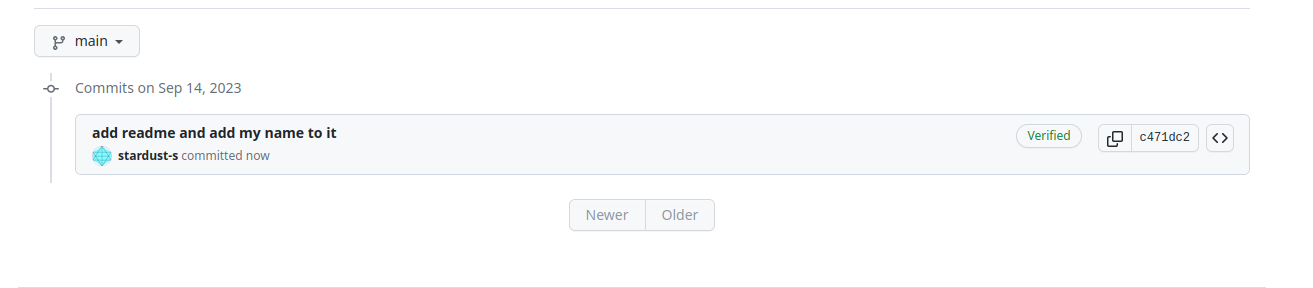 main
Commits on Sep 14, 2023
add readme and add my name to it
stardust-s committed now
Verified
c471dc2
Newer
Older